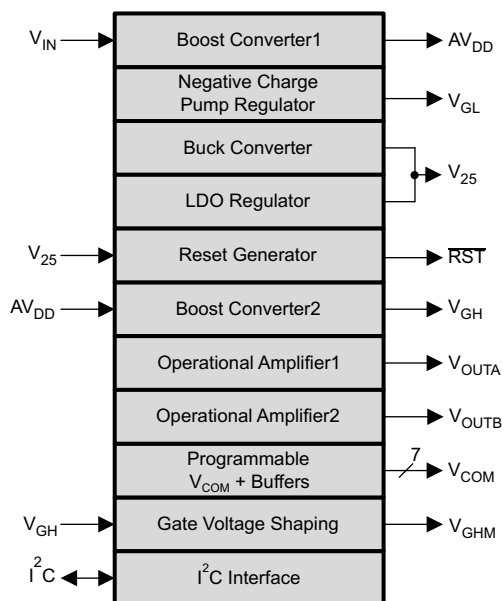 V_IN Boost Converter1 AV_DD
Negative Charge
Pump Regulator V_GL
Buck Converter
V_25
LDO Regulator
V_25 Reset Generator R̅S̅T̅
AV_DD Boost Converter2 V_GH
Operational Amplifier1 V_OUTA
Operational Amplifier2 V_OUTB
Programmable
V_COM + Buffers 7 V_COM
V_GH Gate Voltage Shaping V_GHM
I²C I²C Interface